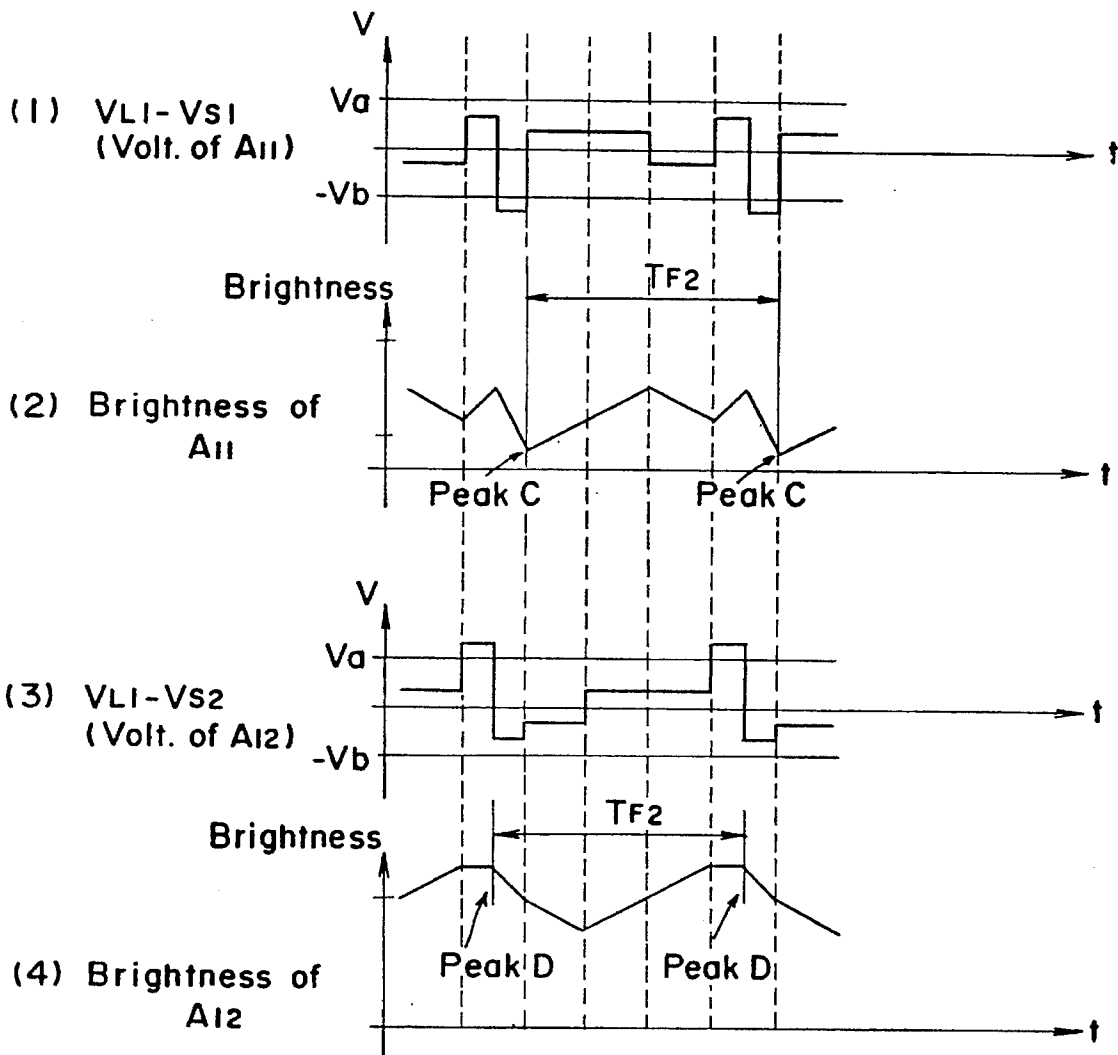 V
Va
(1) VL1-VS1
(Volt. of A11)
t
-Vb
Brightness
TF2
(2) Brightness of
A11
Peak C
Peak C
t
V
Va
(3) VL1-VS2
(Volt. of A12)
t
-Vb
TF2
Brightness
Peak D
Peak D
(4) Brightness of
A12
t